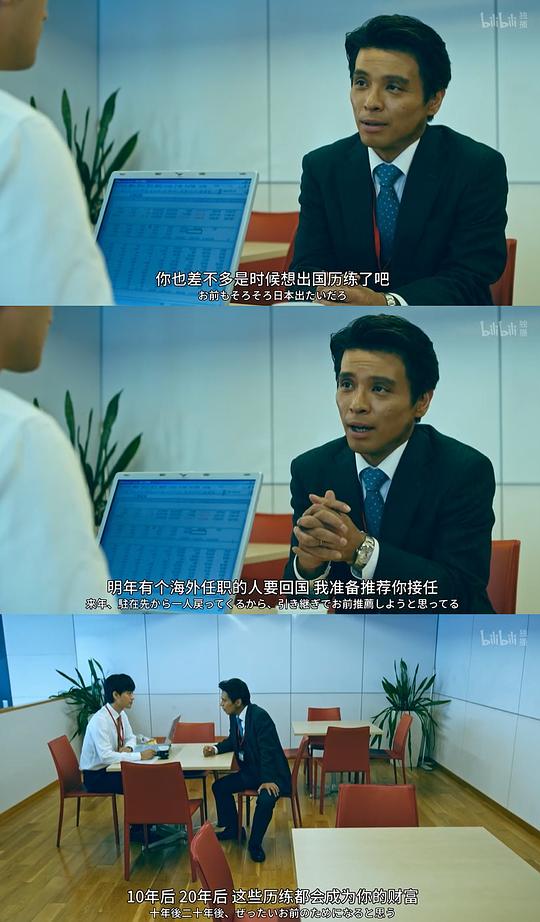 bilibili 独播
你也差不多是时候想出国历练了吧
お前もそろそろ日本出たいだろ
bilibili 独播
明年有个海外任职的人要回国 我准备推荐你接任
来年、駐在先から一人戻ってくるから、引き継ぎでお前推薦しようと思ってる
bilibili 独播
10年后 20年后 这些历练都会成为你的财富
十年後二十年後、ぜったいお前のためになると思う